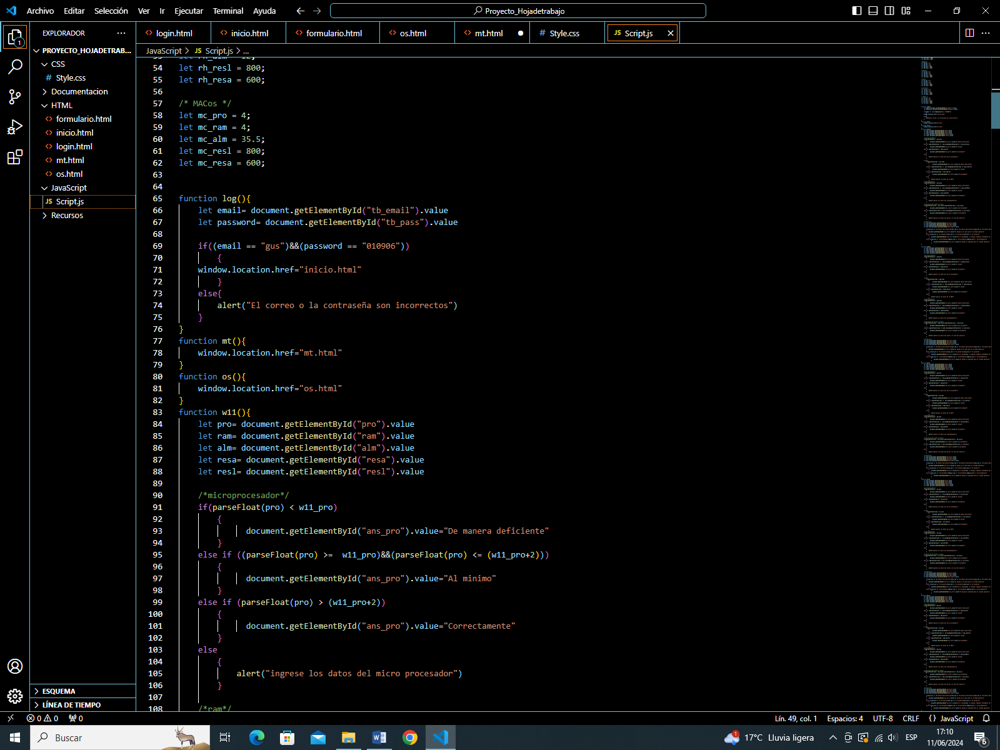 Archivo Editar Selección Ver Ir Ejecutar Terminal Ayuda
Proyecto_Hojadetrabajo
EXPLORADOR
login.html
inicio.html
formulario.html
os.html
mt.html
# Style.css
JS Script.js
JavaScript > JS Script.js > ...
PROYECTO_HOJADETRAB...
CSS
# Style.css
Documentacion
HTML
formulario.html
inicio.html
login.html
mt.html
os.html
JavaScript
JS Script.js
Recursos
ESQUEMA
LÍNEA DE TIEMPO
54 let rh_resl = 800;
55 let rh_resa = 600;
56
57 /* MACos */
58 let mc_pro = 4;
59 let mc_ram = 4;
60 let mc_alm = 35.5;
61 let mc_resl = 800;
62 let mc_resa = 600;
63
64
65 function log(){
66 let email= document.getElementById("tb_email").value
67 let password= document.getElementById("tb_pass").value
68
69 if((email == "gus")&&(password == "010906"))
70 {
71 window.location.href="inicio.html"
72 }
73 else{
74 alert("El correo o la contraseña son incorrectos")
75 }
76 }
77 function mt(){
78 window.location.href="mt.html"
79 }
80 function os(){
81 window.location.href="os.html"
82 }
83 function w11(){
84 let pro= document.getElementById("pro").value
85 let ram= document.getElementById("ram").value
86 let alm= document.getElementById("alm").value
87 let resa= document.getElementById("resa").value
88 let resl= document.getElementById("resl").value
89
90 /*microprocesador*/
91 if(parseFloat(pro) < w11_pro)
92 {
93 document.getElementById("ans_pro").value="De manera deficiente"
94 }
95 else if ((parseFloat(pro) >= w11_pro)&&(parseFloat(pro) <= (w11_pro+2)))
96 {
97 document.getElementById("ans_pro").value="Al minimo"
98 }
99 else if (parseFloat(pro) > (w11_pro+2))
100 {
101 document.getElementById("ans_pro").value="Correctamente"
102 }
103 else
104 {
105 alert("ingrese los datos del micro procesador")
106 }
107
108 /*ram*/
0 0 0
Lín. 49, col. 1 Espacios: 4 UTF-8 CRLF {} JavaScript
Buscar
17°C Lluvia ligera
ESP
17:10
11/06/2024